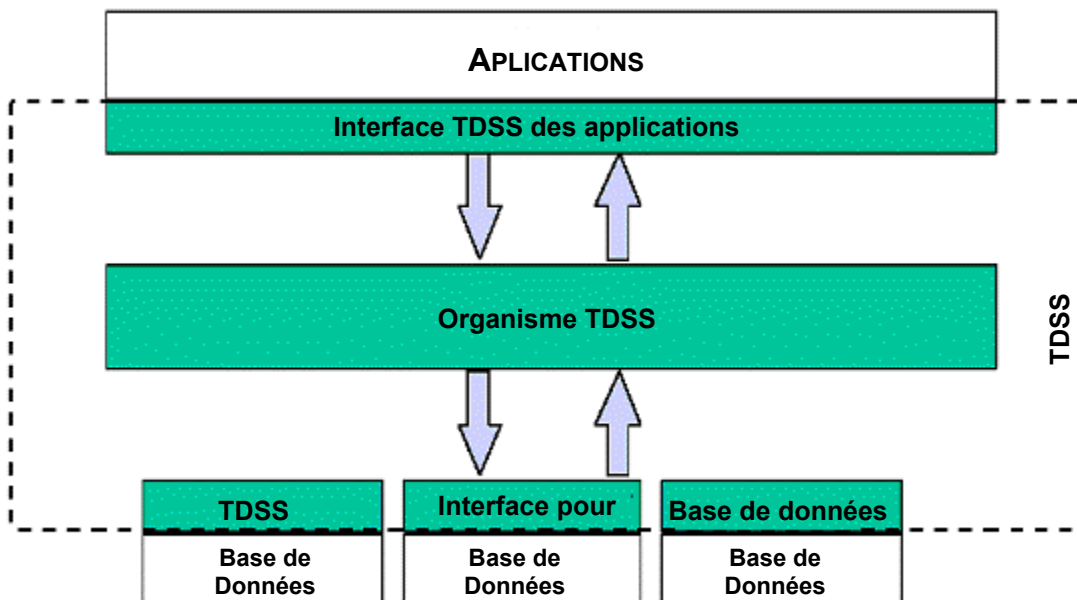 APLICATIONS
Interface TDSS des applications
Organisme TDSS
TDSS
TDSS
Interface pour
Base de données
Base de
Données
Base de
Données
Base de
Données